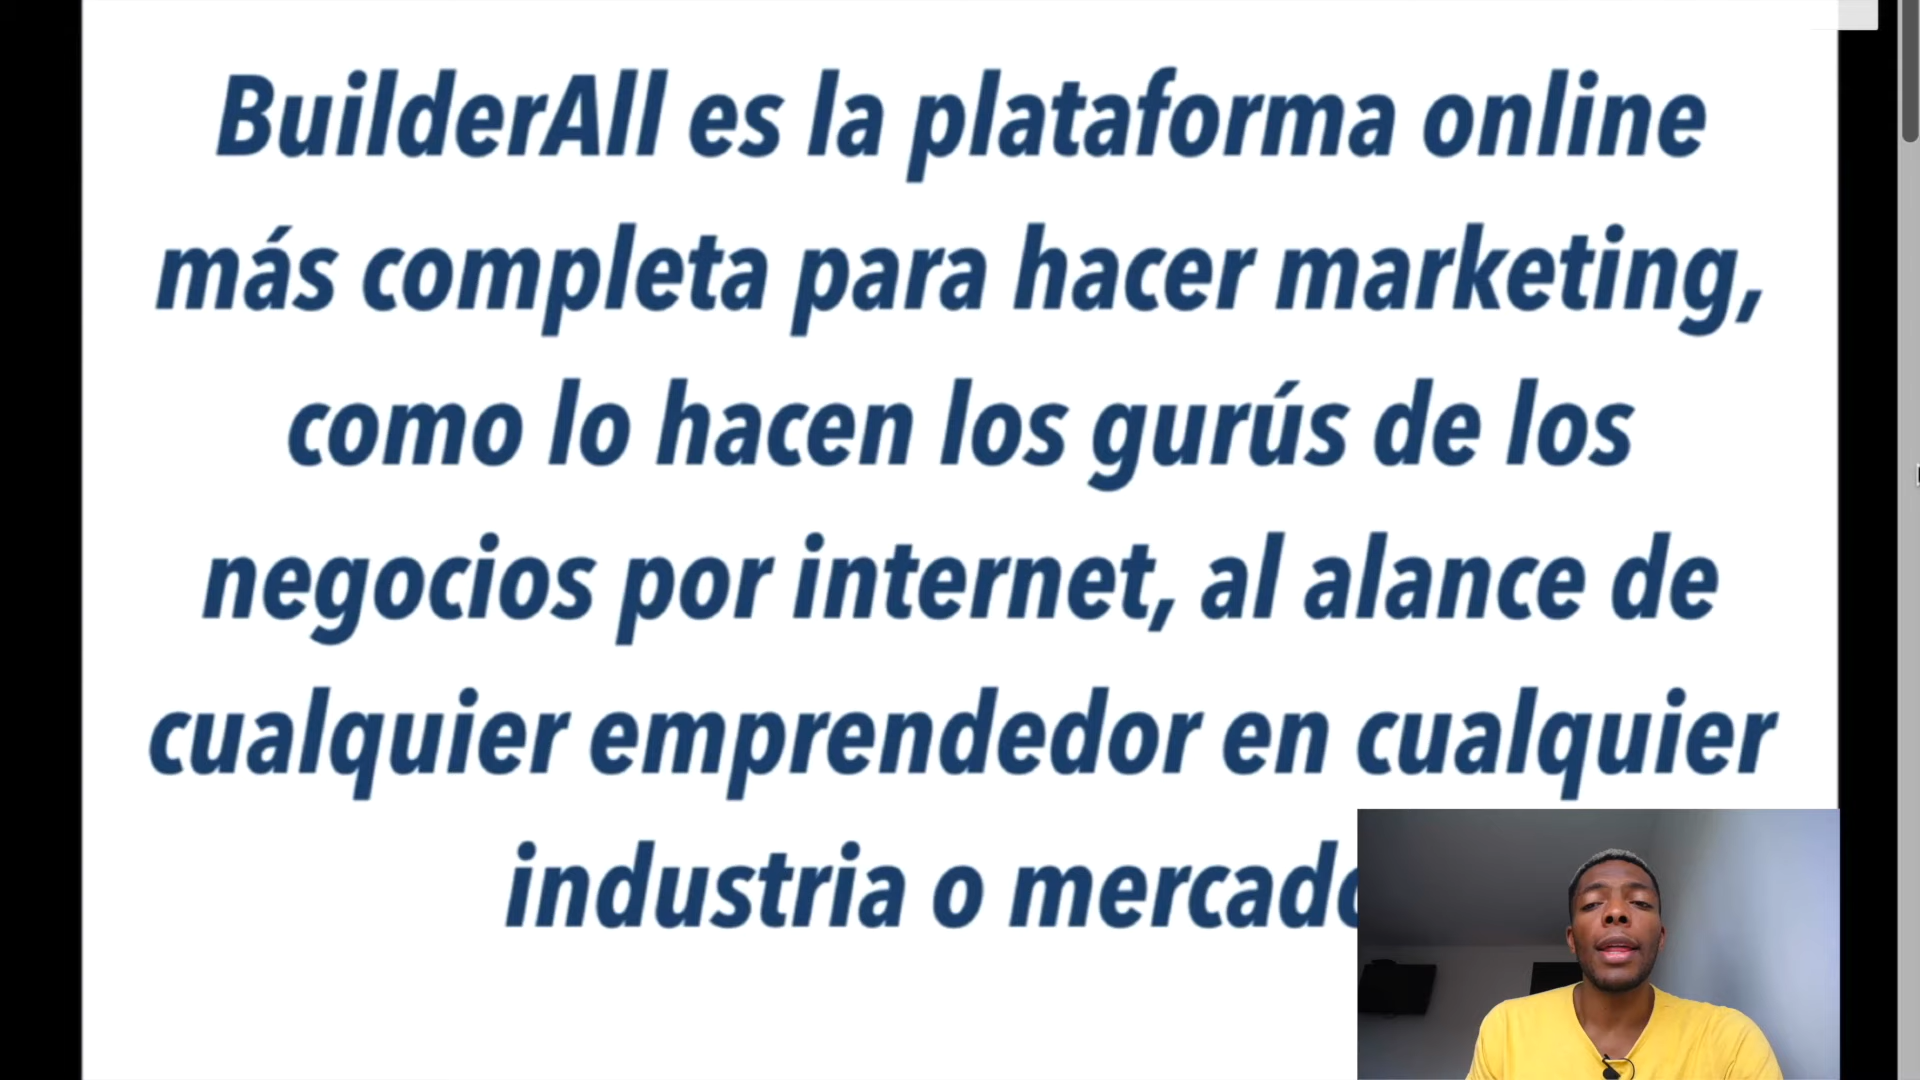 BuilderAll es la plataforma online
más completa para hacer marketing,
como lo hacen los gurús de los
negocios por internet, al alance de
cualquier emprendedor en cualquier
industria o mercado